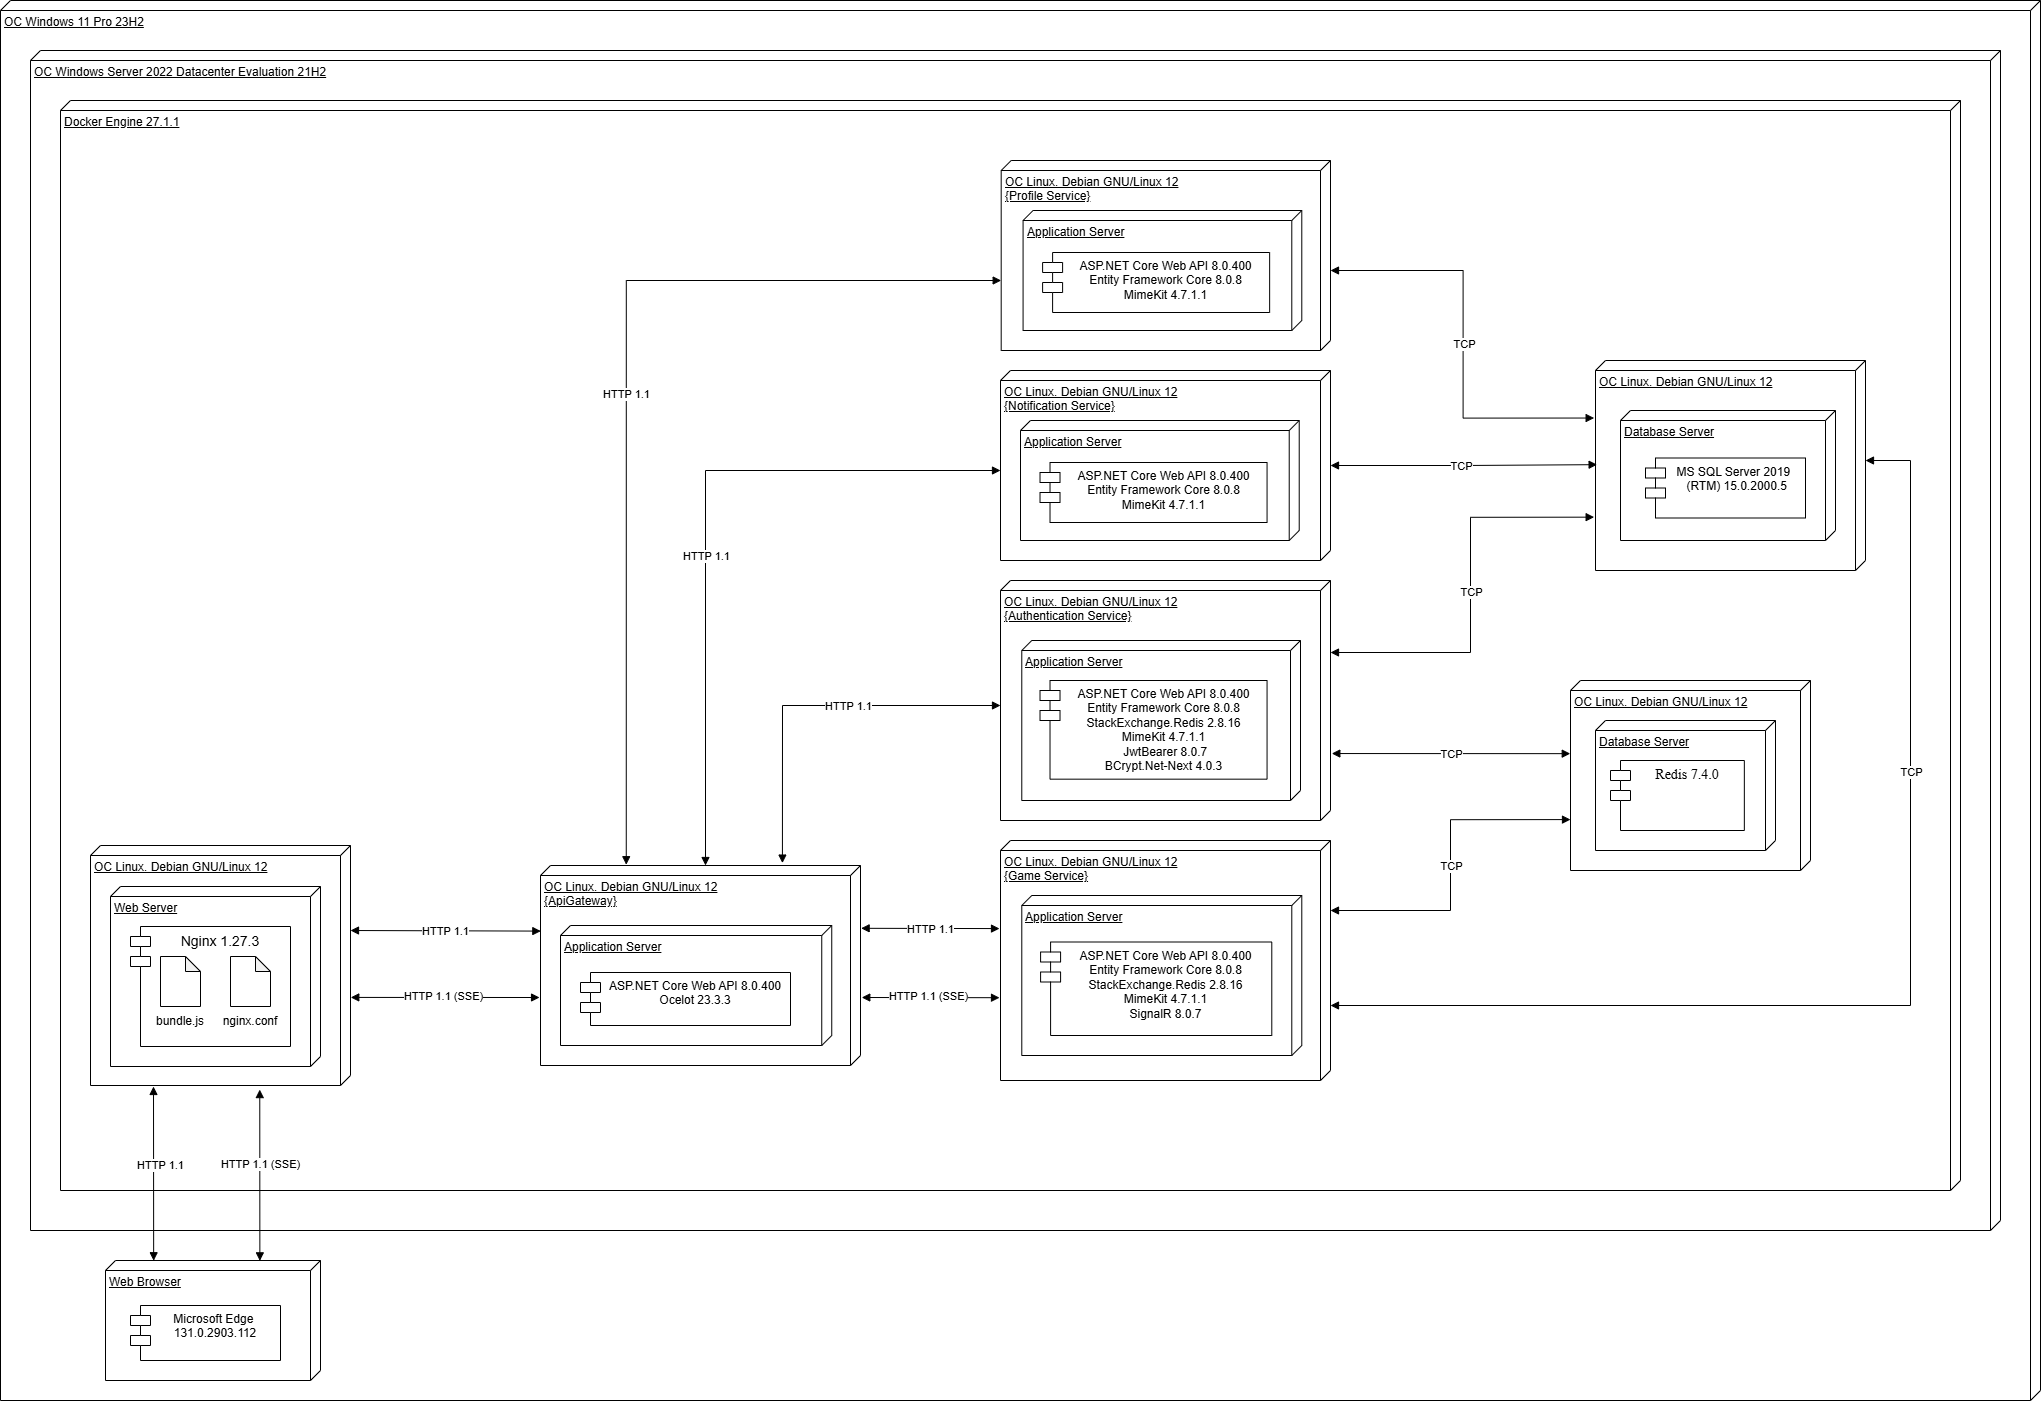 OC Windows 11 Pro 23H2
OC Windows Server 2022 Datacenter Evaluation 21H2
Docker Engine 27.1.1
OC Linux. Debian GNU/Linux 12
{Profile Service}
Application Server
ASP.NET Core Web API 8.0.400
Entity Framework Core 8.0.8
MimeKit 4.7.1.1
HTTP 1.1
TCP
OC Linux. Debian GNU/Linux 12
{Notification Service}
Application Server
ASP.NET Core Web API 8.0.400
Entity Framework Core 8.0.8
MimeKit 4.7.1.1
HTTP 1.1
TCP
OC Linux. Debian GNU/Linux 12
Database Server
MS SQL Server 2019
(RTM) 15.0.2000.5
TCP
OC Linux. Debian GNU/Linux 12
{Authentication Service}
Application Server
ASP.NET Core Web API 8.0.400
Entity Framework Core 8.0.8
StackExchange.Redis 2.8.16
MimeKit 4.7.1.1
JwtBearer 8.0.7
BCrypt.Net-Next 4.0.3
HTTP 1.1
TCP
OC Linux. Debian GNU/Linux 12
Database Server
Redis 7.4.0
TCP
TCP
OC Linux. Debian GNU/Linux 12
Web Server
Nginx 1.27.3
bundle.js
nginx.conf
HTTP 1.1
HTTP 1.1 (SSE)
OC Linux. Debian GNU/Linux 12
{ApiGateway}
Application Server
ASP.NET Core Web API 8.0.400
Ocelot 23.3.3
HTTP 1.1
HTTP 1.1 (SSE)
OC Linux. Debian GNU/Linux 12
{Game Service}
Application Server
ASP.NET Core Web API 8.0.400
Entity Framework Core 8.0.8
StackExchange.Redis 2.8.16
MimeKit 4.7.1.1
SignalR 8.0.7
HTTP 1.1
HTTP 1.1 (SSE)
Web Browser
Microsoft Edge
131.0.2903.112